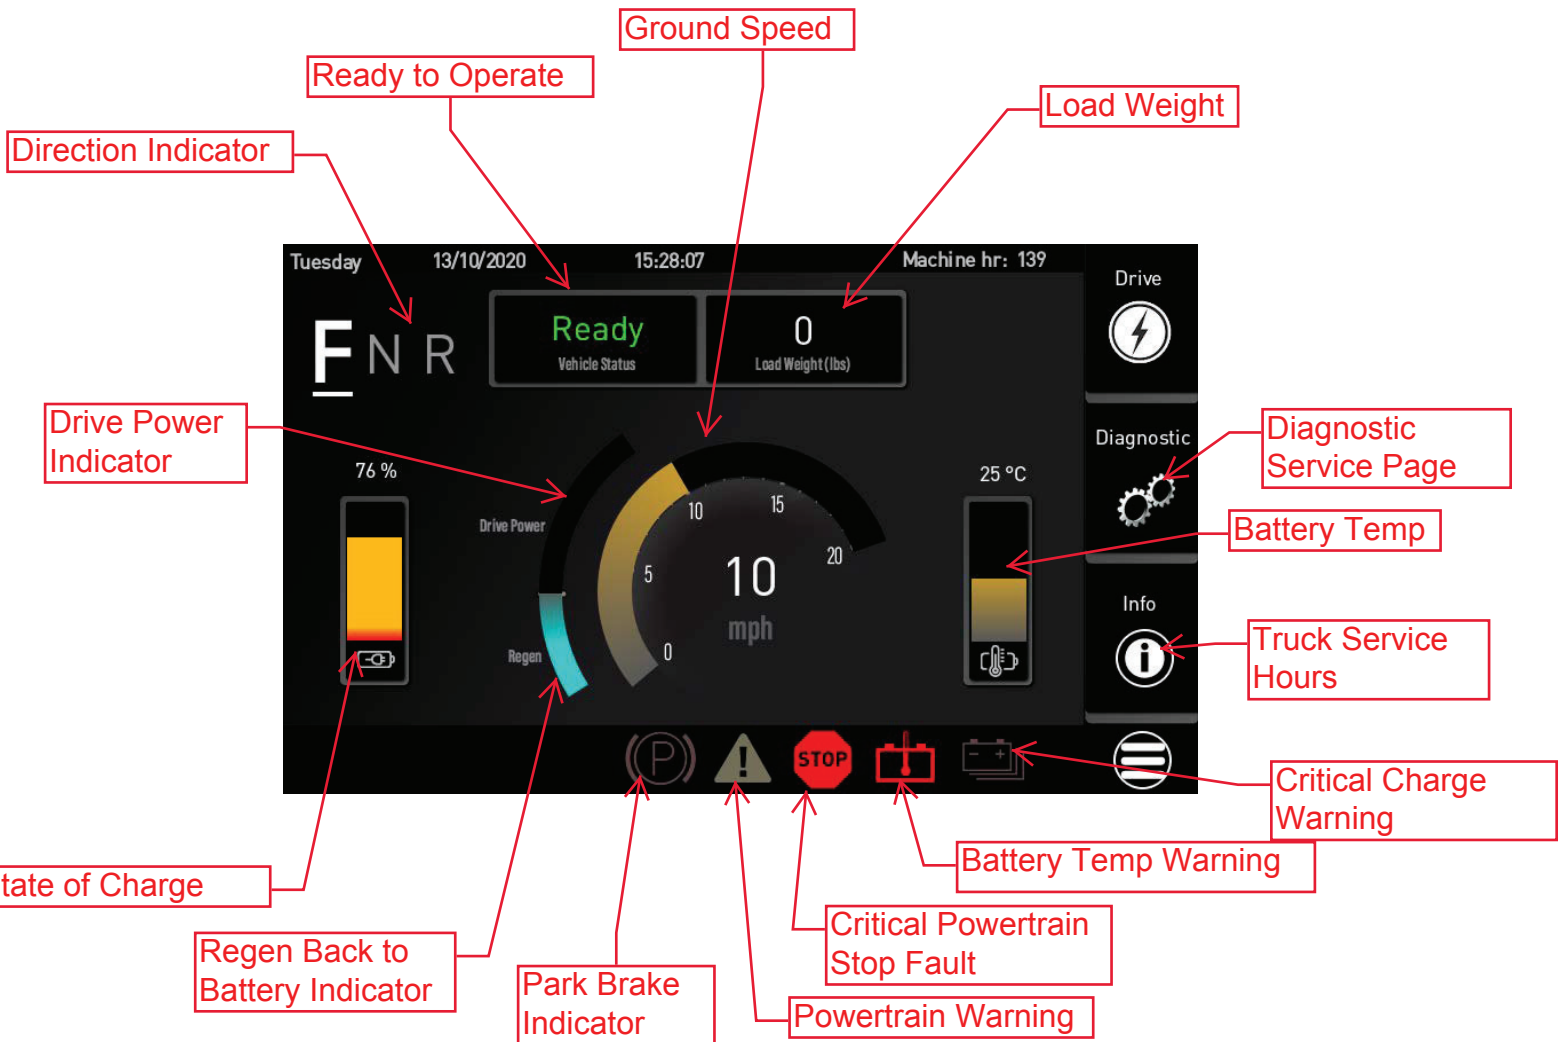 Ground Speed
Ready to Operate
Load Weight
Direction Indicator
Tuesday 13/10/2020 15:28:07 Machine hr: 139
Drive
F N R
Ready
Vehicle Status
0
Load Weight (lbs)
Drive Power
Indicator
Diagnostic
Diagnostic
Service Page
76 %
25 °C
Drive Power
10
15
20
5
0
10
mph
Battery Temp
Info
Truck Service
Hours
Regen
P
!
STOP
- +
Critical Charge
Warning
Battery Temp Warning
tate of Charge
Critical Powertrain
Stop Fault
Regen Back to
Battery Indicator
Park Brake
Indicator
Powertrain Warning